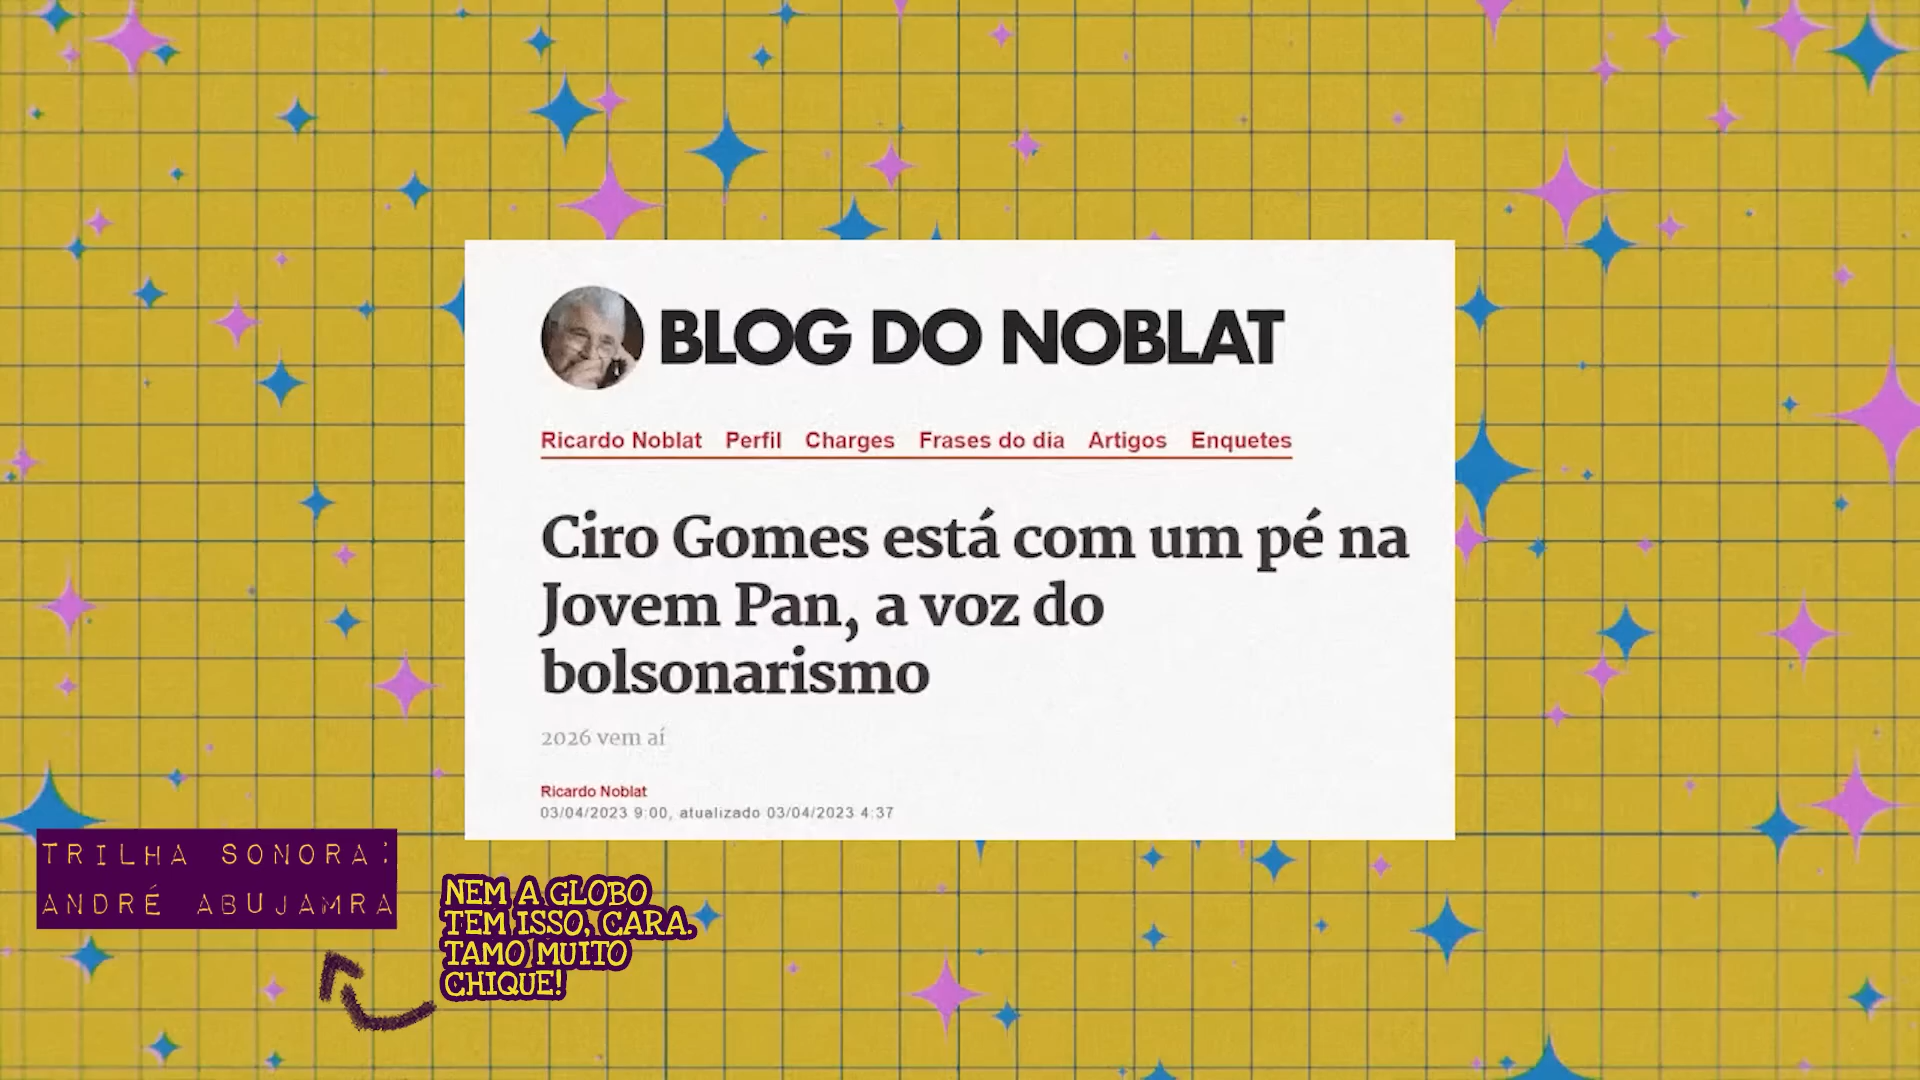 BLOG DO NOBLAT
Ricardo Noblat Perfil Charges Frases do dia Artigos Enquetes
Ciro Gomes está com um pé na
Jovem Pan, a voz do
bolsonarismo
2026 vem aí
Ricardo Noblat
03/04/2023 9:00, atualizado 03/04/2023 4:37
TRILHA SONORA:
ANDRÉ ABUJAMRA
NEM A GLOBO
TEM ISSO, CARA.
TAMO MUITO
CHIQUE!